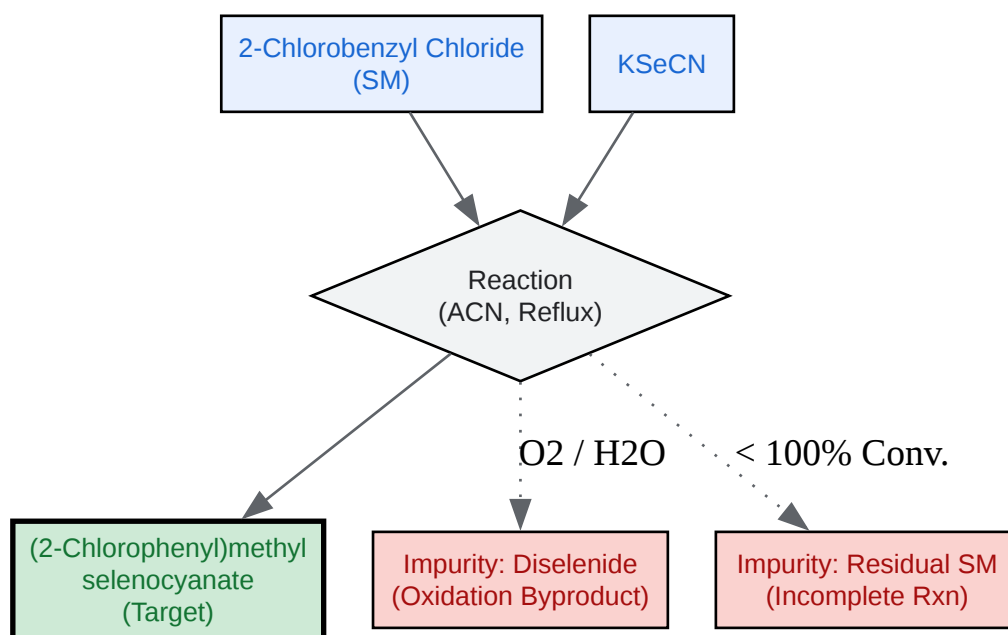 2-Chlorobenzyl Chloride
(SM)
KSeCN
Reaction
(ACN, Reflux)
O2 / H2O
< 100% Conv.
(2-Chlorophenyl)methyl
selenocyanate
(Target)
Impurity: Diselenide
(Oxidation Byproduct)
Impurity: Residual SM
(Incomplete Rxn)